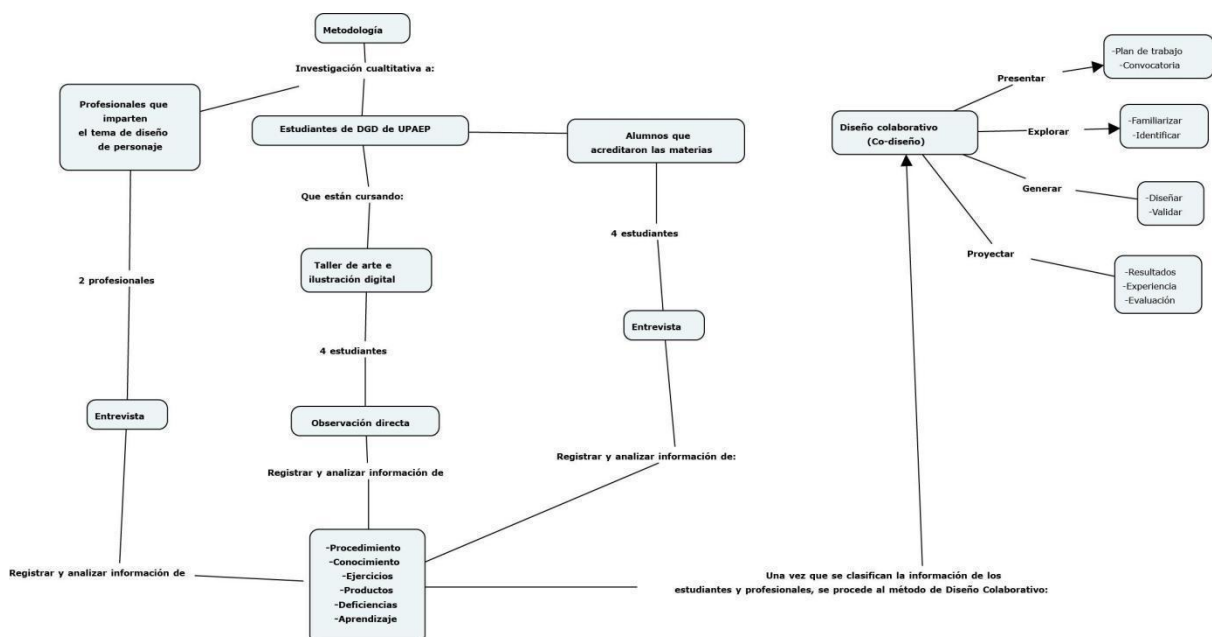 Metodología
Investigación cualtitativa a:
Profesionales que
imparten
el tema de diseño
de personaje
Estudiantes de DGD de UPAEP
Alumnos que
acreditaron las materias
Que están cursando:
2 profesionales
Taller de arte e
ilustración digital
4 estudiantes
4 estudiantes
Entrevista
Entrevista
Observación directa
Registrar y analizar información de
Registrar y analizar información de:
Registrar y analizar información de
-Procedimiento
-Conocimiento
-Ejercicios
-Productos
-Deficiencias
-Aprendizaje
Una vez que se clasifican la información de los
estudiantes y profesionales, se procede al método de Diseño Colaborativo:
Diseño colaborativo
(Co-diseño)
Presentar
-Plan de trabajo
-Convocatoria
Explorar
-Familiarizar
-Identificar
Generar
-Diseñar
-Validar
Proyectar
-Resultados
-Experiencia
-Evaluación